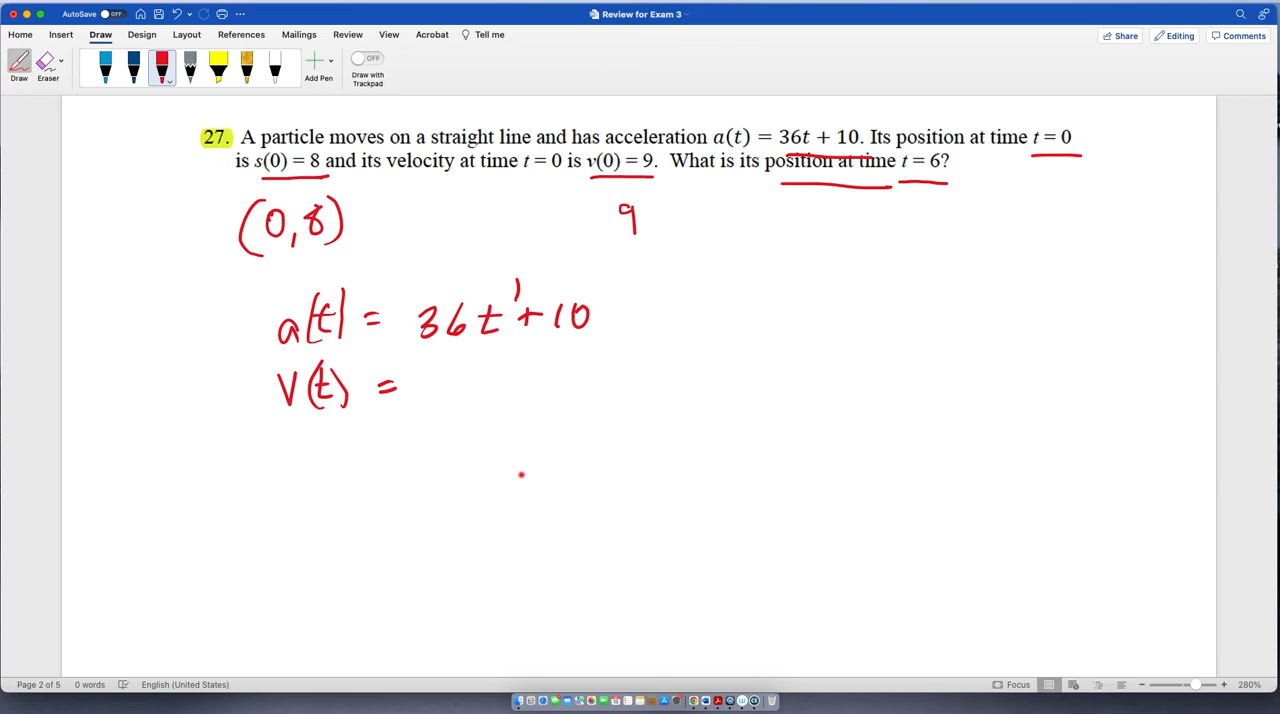 AutoSave OFF ... Review for Exam 3
Home Insert Draw Design Layout References Mailings Review View Acrobat Tell me Share Editing Comments
Draw Eraser Add Pen Draw with Trackpad OFF
27. A particle moves on a straight line and has acceleration a(t) = 36t + 10. Its position at time t = 0
is s(0) = 8 and its velocity at time t = 0 is v(0) = 9. What is its position at time t = 6?
(0,8) 9
a(t) = 36t¹+10
V(t) =
Page 2 of 5 0 words English (United States) Focus 280%